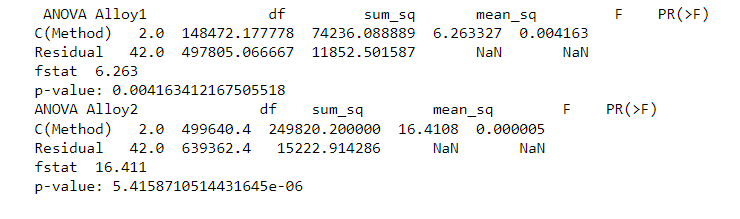 ANOVA Alloy1 df sum_sq mean_sq F PR(>F)
C(Method) 2.0 148472.177778 74236.088889 6.263327 0.004163
Residual 42.0 497805.066667 11852.501587 NaN NaN
fstat 6.263
p-value: 0.004163412167505518
ANOVA Alloy2 df sum_sq mean_sq F PR(>F)
C(Method) 2.0 499640.4 249820.200000 16.4108 0.000005
Residual 42.0 639362.4 15222.914286 NaN NaN
fstat 16.411
p-value: 5.4158710514431645e-06